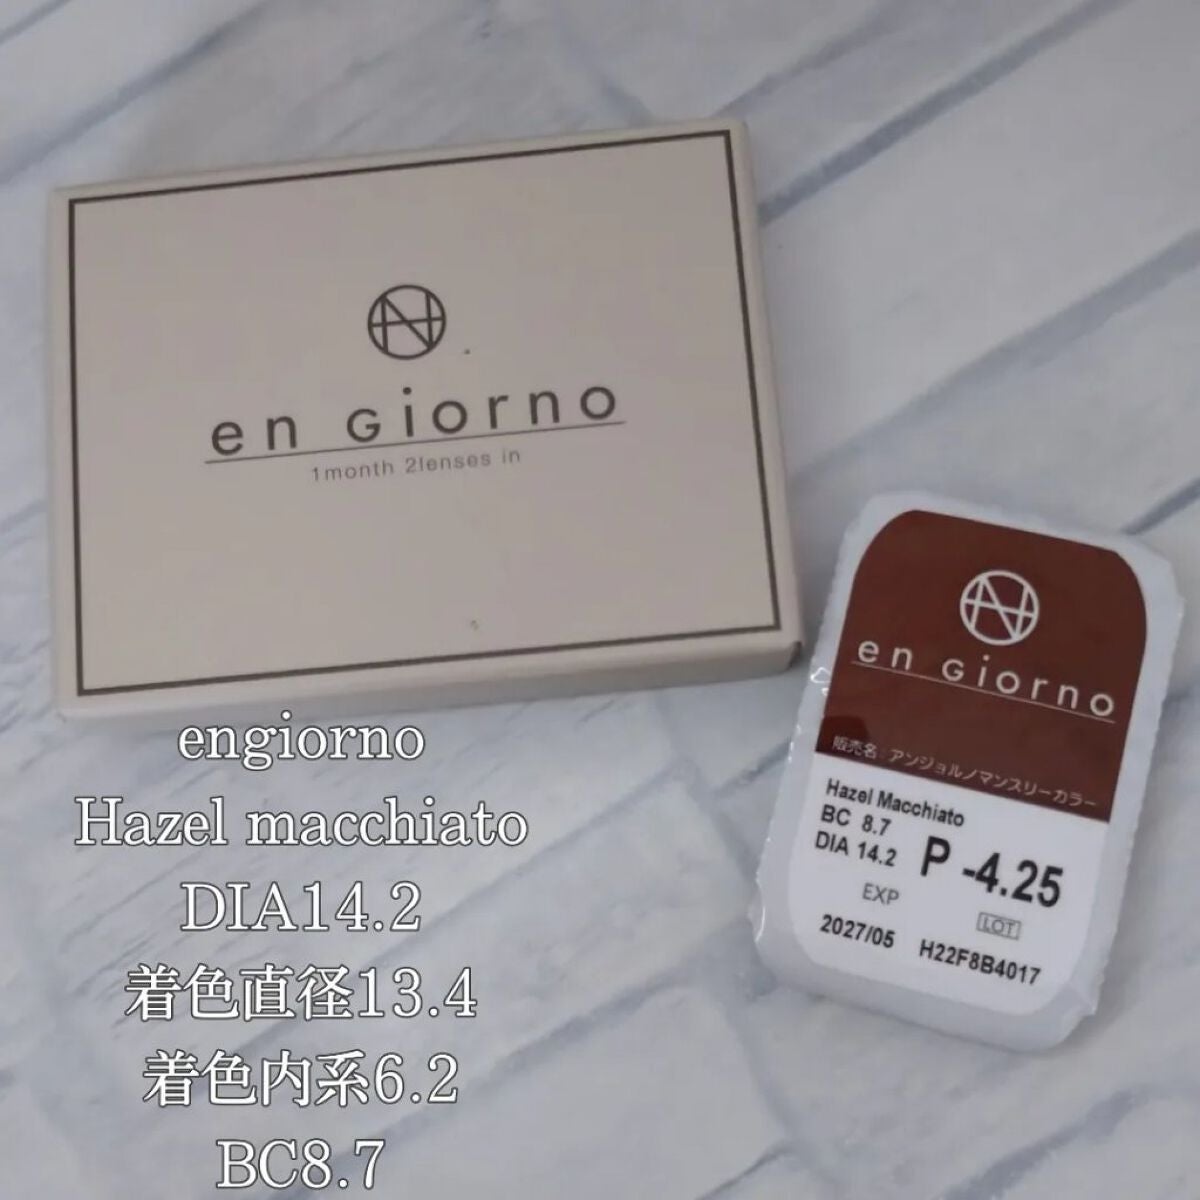 en Giorno
1month 2lenses in
en Giorno
販売名:アンジョルノマンスリーカラー
Hazel Macchiato
BC 8.7
DIA 14.2
P -4.25
EXP
LOT
2027/05
H22F8B4017
engiorno
Hazel macchiato
DIA14.2
着色直径13.4
着色内系6.2
BC8.7